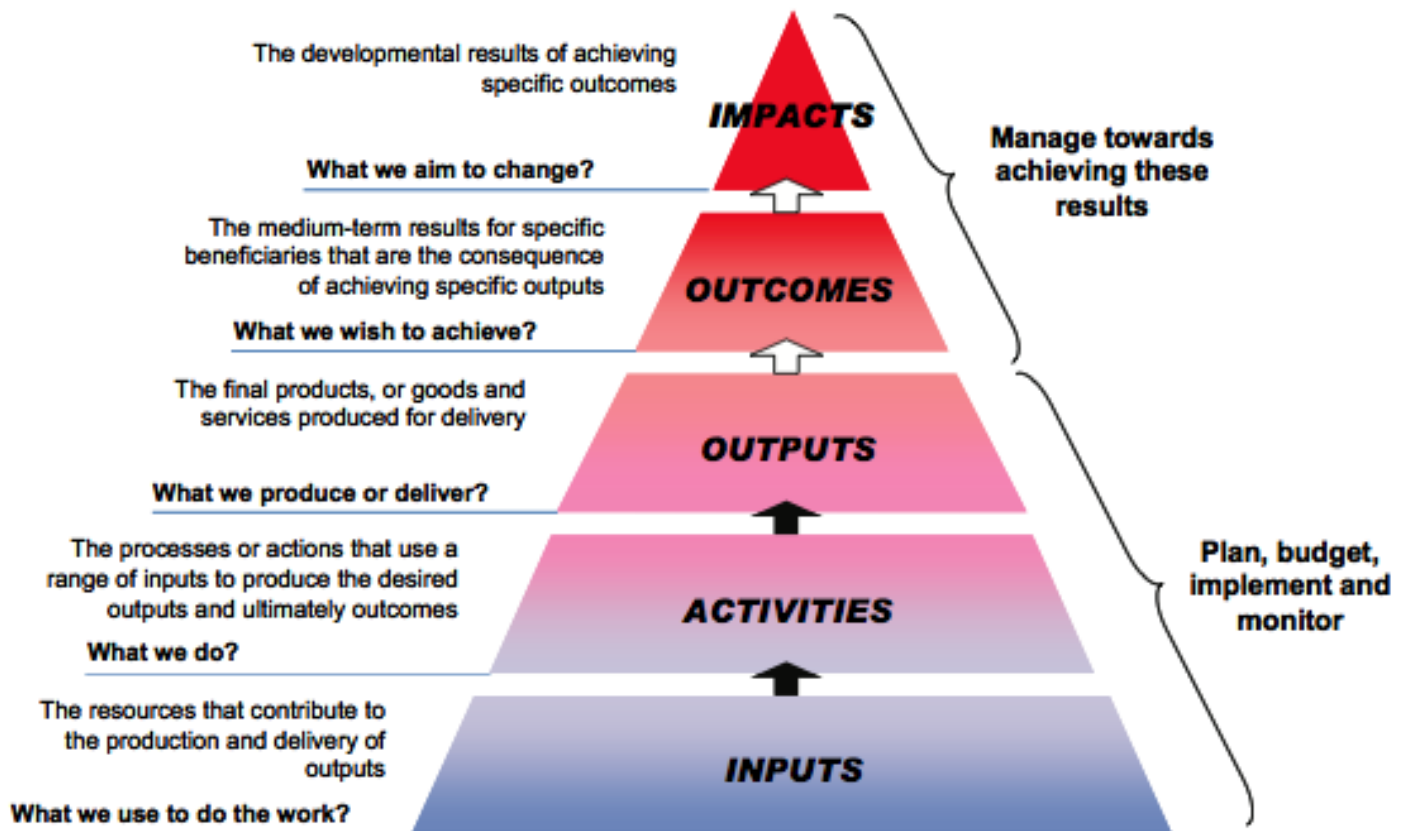 The developmental results of achieving
specific outcomes
IMPACTS
What we aim to change?
Manage towards
achieving these
results
The medium-term results for specific
beneficiaries that are the consequence
of achieving specific outputs
OUTCOMES
What we wish to achieve?
The final products, or goods and
services produced for delivery
OUTPUTS
What we produce or deliver?
The processes or actions that use a
range of inputs to produce the desired
outputs and ultimately outcomes
ACTIVITIES
What we do?
Plan, budget,
implement and
monitor
The resources that contribute to
the production and delivery of
outputs
INPUTS
What we use to do the work?